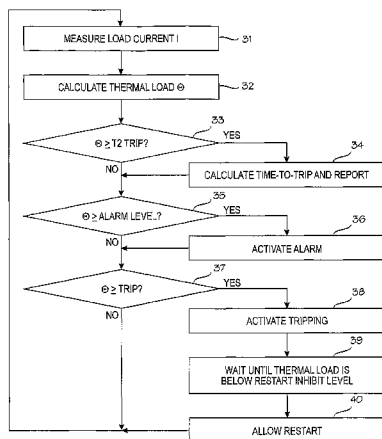 MEASURE LOAD CURRENT I
31
CALCULATE THERMAL LOAD Θ
32
33
Θ ≥ T2 TRIP?
YES
34
NO
CALCULATE TIME-TO-TRIP AND REPORT
35
Θ ≥ ALARM LEVEL?
YES
36
NO
ACTIVATE ALARM
37
Θ ≥ TRIP?
YES
38
NO
ACTIVATE TRIPPING
39
WAIT UNTIL THERMAL LOAD IS
BELOW RESTART INHIBIT LEVEL
40
ALLOW RESTART